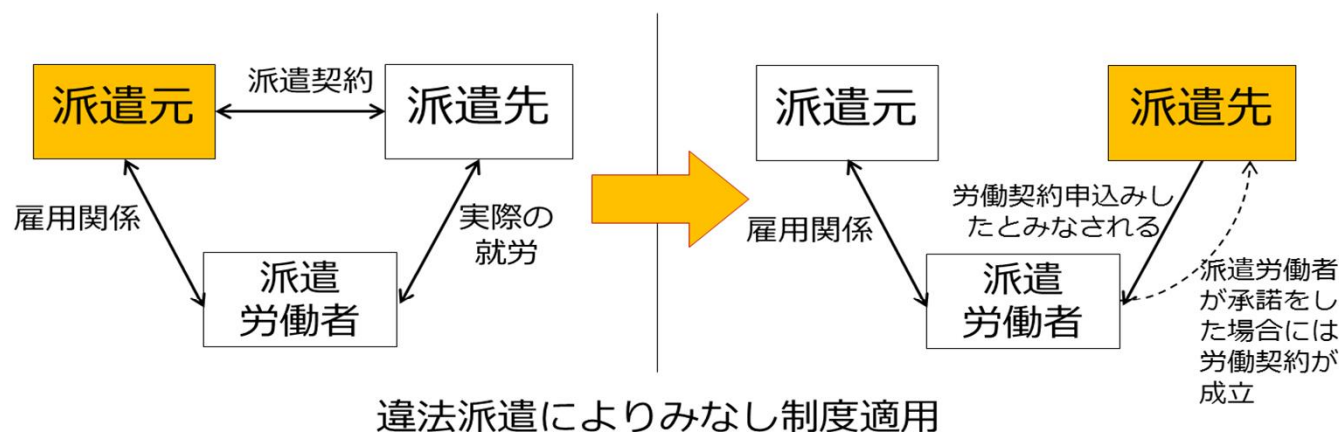 派遣元
派遣契約
派遣先
雇用関係
実際の
就労
派遣
労働者
派遣元
派遣先
雇用関係
労働契約申込みし
たとみなされる
派遣
労働者
派遣労働者
が承諾をし
た場合には
労働契約が
成立
違法派遣によりみなし制度適用